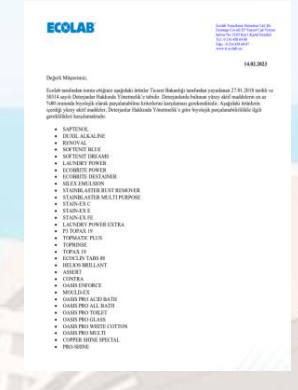 ECOLAB
14.02.2023
Değerli Müşterimiz,
Ecolab tarafından temin ettiğiniz aşağıdaki ürünler Ticaret Bakanlığı tarafından yayınlanan 27.01.2018 tarihli ve
30314 sayılı Deterjanlar Hakkında Yönetmelik'e tabidir. Deterjanlarda bulunan yüzey aktif maddelerin en az
%80 oranında biyolojik olarak parçalanabilme kriterlerini karşılaması gerekmektedir. Aşağıdaki ürünlerin
içerdiği yüzey aktif maddeler, Deterjanlar Hakkında Yönetmelik'e göre biyolojik parçalanabilirlikle ilgili
gereklilikleri karşılamaktadır.
• SAPTENOL
• DUXIL ALKALINE
• RENOVAL
• SOFTENIT BLUE
• SOFTENIT DREAMS
• LAUNDRY POWER
• ECOBRITE POWER
• ECOBRITE DESTAINER
• SILEX EMULSION
• STAINBLASTER RUST REMOVER
• STAINBLASTER MULTI PURPOSE
• STAIN-EX C
• STAIN-EX E
• STAIN-EX FE
• LAUNDRY POWER EXTRA
• P3 TOPAX 19
• TOPMATIC PLUS
• TOPRINSE
• TOPAX 19
• ECOCLIN TABS 88
• HELIOS BRILLANT
• ASSERT
• CONTRA
• OASIS ENFORCE
• MOULD-EX
• OASIS PRO ACID BATH
• OASIS PRO ALL BATH
• OASIS PRO TOILET
• OASIS PRO GLASS
• OASIS PRO WHITE COTTON
• OASIS PRO MULTI
• COPPER SHINE SPECIAL
• PRO-SHINE